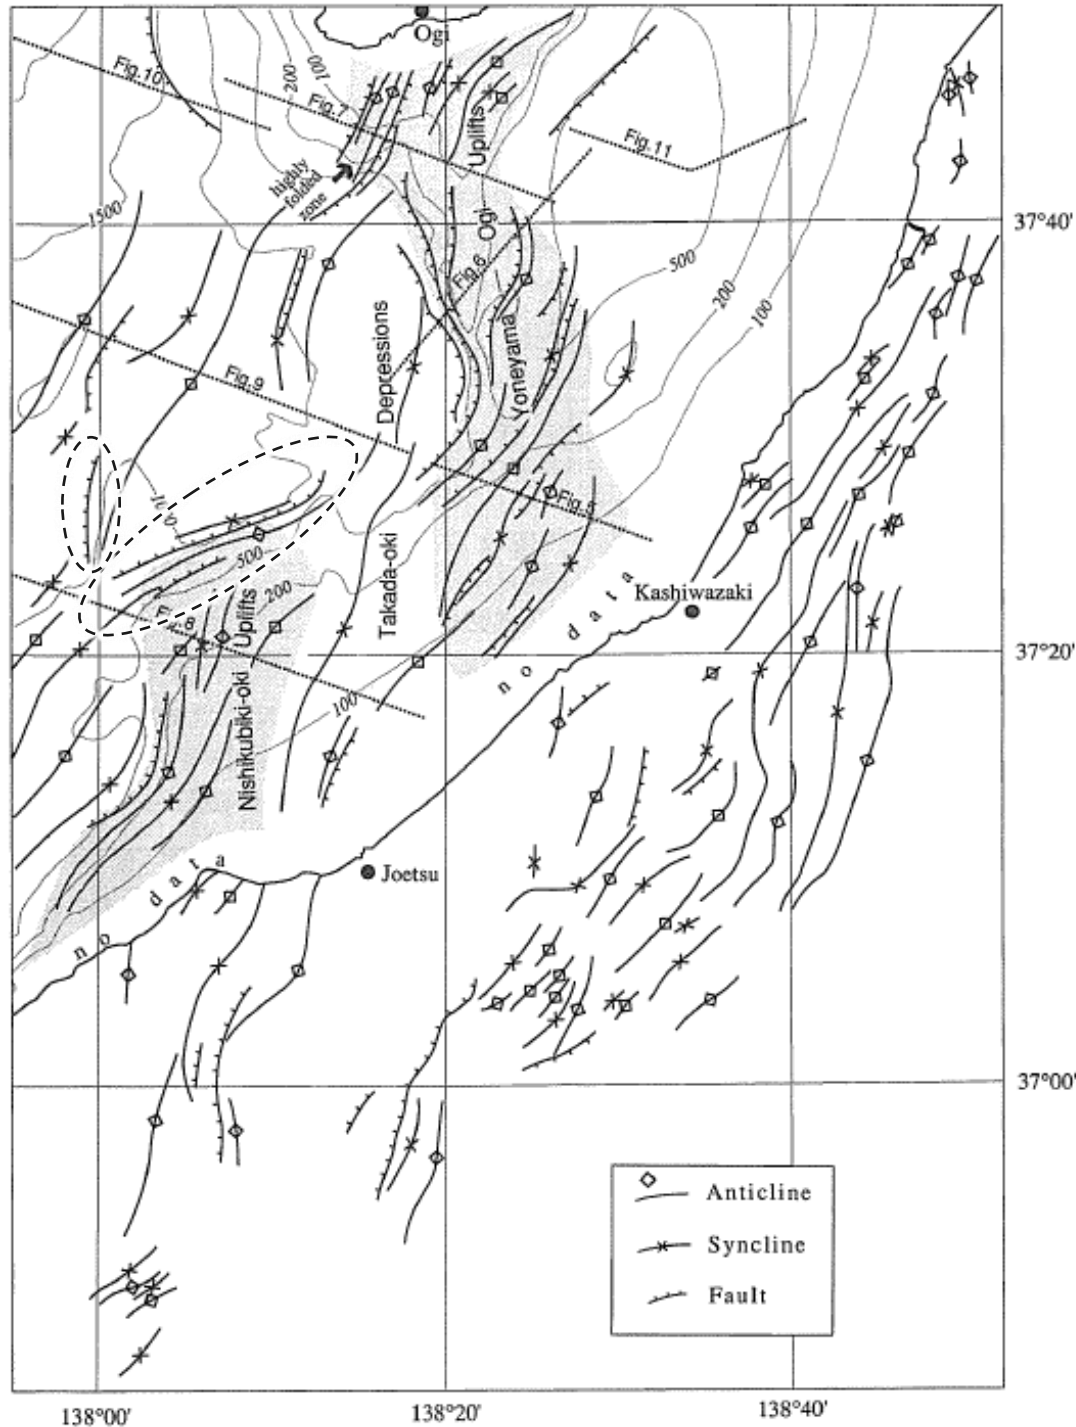 Ogi
Fig.10
Fig.7
200
100
Uplifts
Fig.11
highly
folded
zone
1500
Ogi-
37°40'
Fig.6
500
200
100
Depressions
Yoneyama
Fig.9
500
200
Takada-oki
Kashiwazaki
no data
Fig.8
Uplifts
37°20'
100
Nishikubiki-oki
Joetsu
no data
37°00'
Anticline
Syncline
Fault
138°00'
138°20'
138°40'